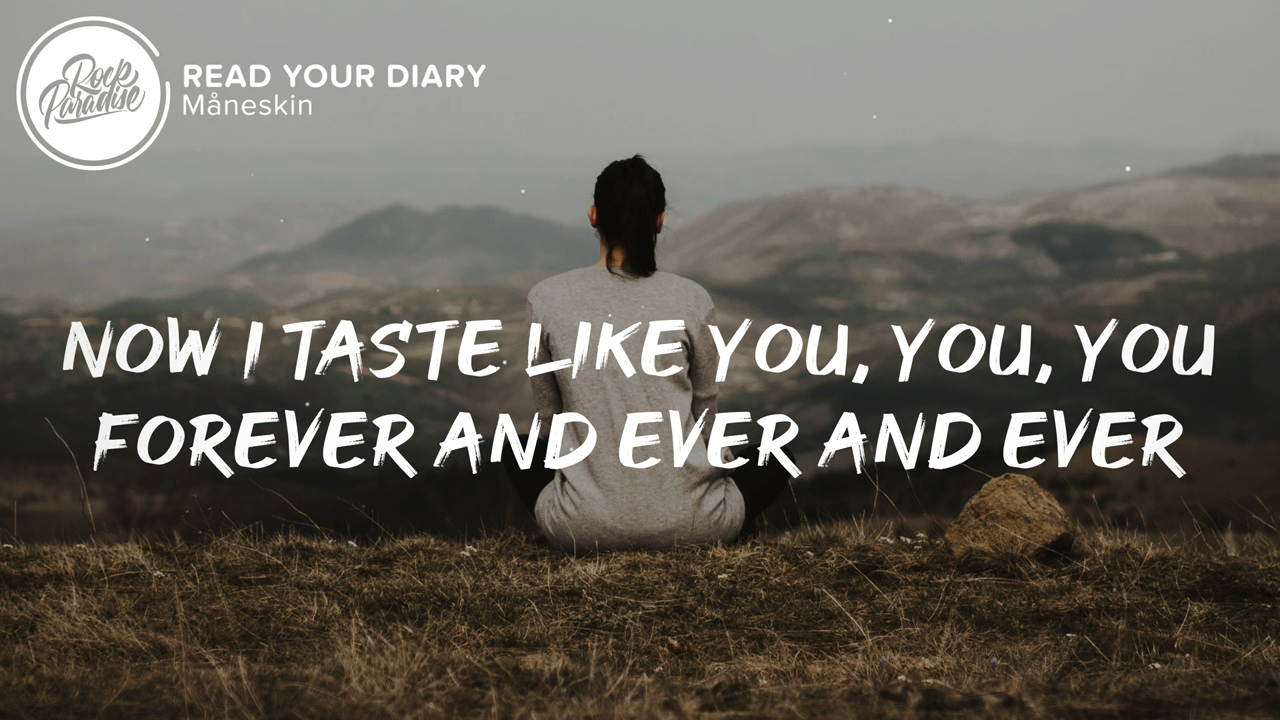 Rock
Paradise
READ YOUR DIARY
Måneskin
NOW I TASTE LIKE YOU, YOU, YOU
FOREVER AND EVER AND EVER